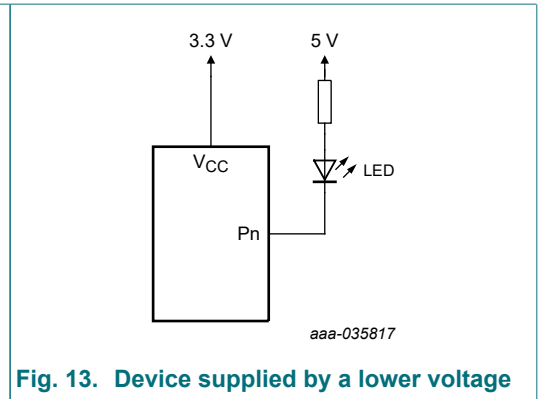 3.3 V 5 V
VCC
LED
Pn
aaa-035817
Fig. 13. Device supplied by a lower voltage